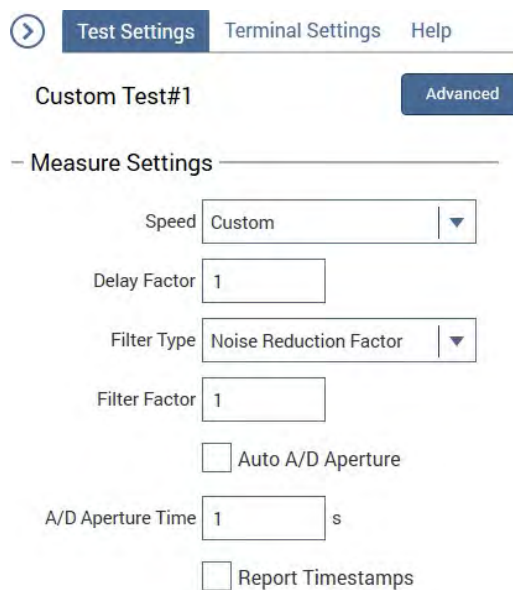 Test Settings Terminal Settings Help
Custom Test#1 Advanced
Measure Settings
Speed Custom
Delay Factor 1
Filter Type Noise Reduction Factor
Filter Factor 1
Auto A/D Aperture
A/D Aperture Time 1 s
Report Timestamps